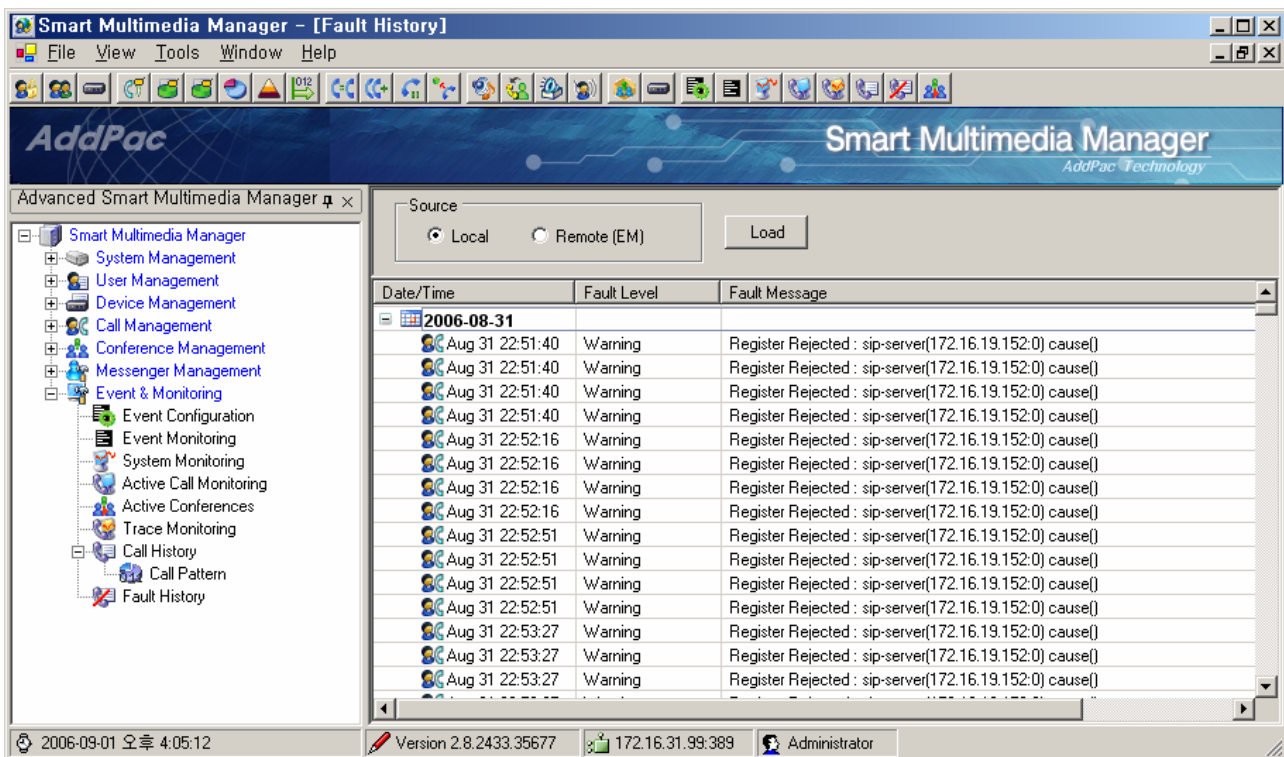 Smart Multimedia Manager - [Fault History]
File View Tools Window Help
012
AddPac
Smart Multimedia Manager
AddPac Technology
Advanced Smart Multimedia Manager
Smart Multimedia Manager
System Management
User Management
Device Management
Call Management
Conference Management
Messenger Management
Event & Monitoring
Event Configuration
Event Monitoring
System Monitoring
Active Call Monitoring
Active Conferences
Trace Monitoring
Call History
Call Pattern
Fault History
Source
Local Remote (EM) Load
Date/Time Fault Level Fault Message
2006-08-31
Aug 31 22:51:40 Warning Register Rejected : sip-server(172.16.19.152:0) cause()
Aug 31 22:51:40 Warning Register Rejected : sip-server(172.16.19.152:0) cause()
Aug 31 22:51:40 Warning Register Rejected : sip-server(172.16.19.152:0) cause()
Aug 31 22:51:40 Warning Register Rejected : sip-server(172.16.19.152:0) cause()
Aug 31 22:52:16 Warning Register Rejected : sip-server(172.16.19.152:0) cause()
Aug 31 22:52:16 Warning Register Rejected : sip-server(172.16.19.152:0) cause()
Aug 31 22:52:16 Warning Register Rejected : sip-server(172.16.19.152:0) cause()
Aug 31 22:52:16 Warning Register Rejected : sip-server(172.16.19.152:0) cause()
Aug 31 22:52:51 Warning Register Rejected : sip-server(172.16.19.152:0) cause()
Aug 31 22:52:51 Warning Register Rejected : sip-server(172.16.19.152:0) cause()
Aug 31 22:52:51 Warning Register Rejected : sip-server(172.16.19.152:0) cause()
Aug 31 22:52:51 Warning Register Rejected : sip-server(172.16.19.152:0) cause()
Aug 31 22:53:27 Warning Register Rejected : sip-server(172.16.19.152:0) cause()
Aug 31 22:53:27 Warning Register Rejected : sip-server(172.16.19.152:0) cause()
Aug 31 22:53:27 Warning Register Rejected : sip-server(172.16.19.152:0) cause()
2006-09-01 오후 4:05:12 Version 2.8.2433.35677 172.16.31.99:389 Administrator